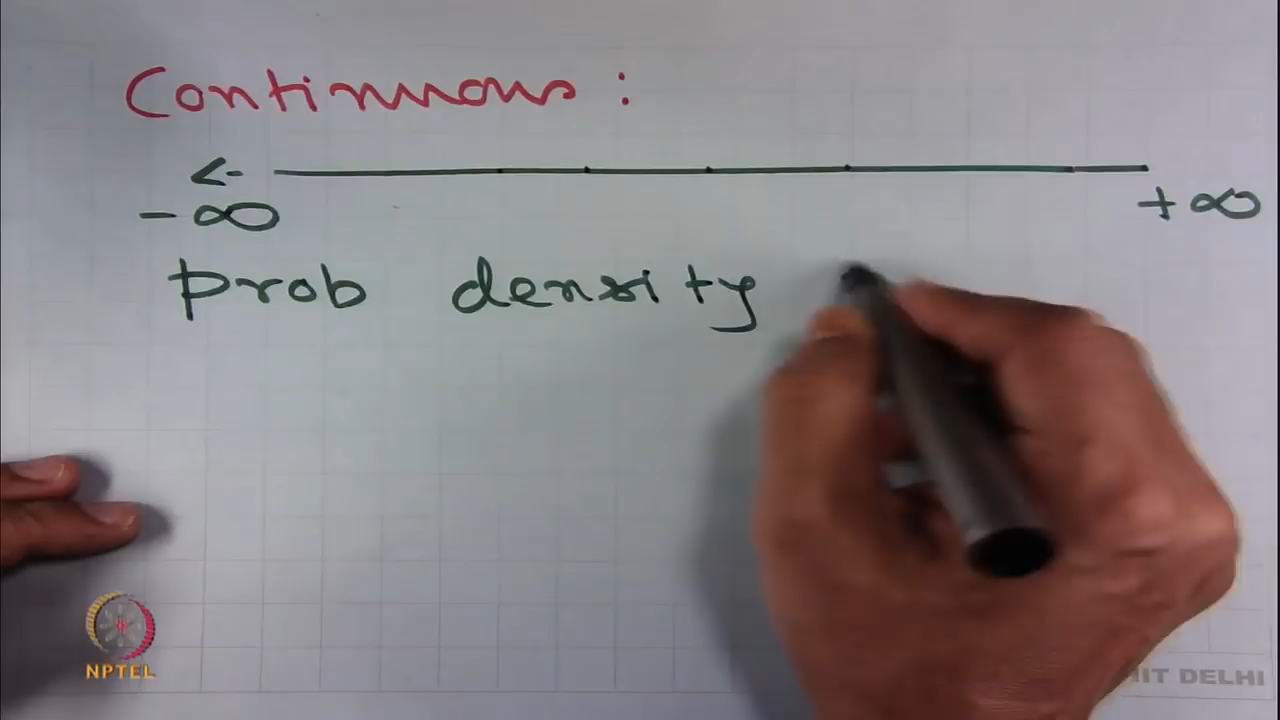 Continuous :
<-
- ∞ + ∞
Prob density
NPTEL
IIT DELHI